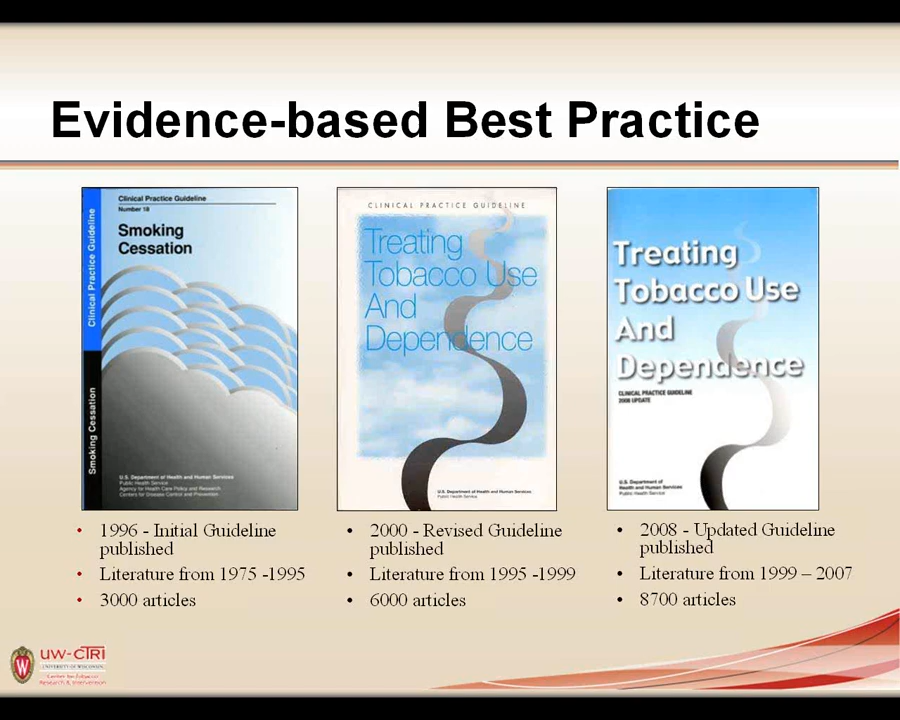 Evidence-based Best Practice
Clinical Practice Guideline
Number 18
Smoking
Cessation
Clinical Practice Guideline
Smoking Cessation
U.S. Department of Health and Human Services
Public Health Service
Agency for Health Care Policy and Research
Centers for Disease Control and Prevention
CLINICAL PRACTICE GUIDELINE
Treating
Tobacco Use
And
Dependence
U.S. Department of Health and Human Services
Public Health Service
Treating
Tobacco Use
And
Dependence
CLINICAL PRACTICE GUIDELINE
2008 UPDATE
U.S. Department of
Health and Human Services
Public Health Service
• 1996 - Initial Guideline
published
• Literature from 1975 -1995
• 3000 articles
• 2000 - Revised Guideline
published
• Literature from 1995 -1999
• 6000 articles
• 2008 - Updated Guideline
published
• Literature from 1999 – 2007
• 8700 articles
W
UW-CTRI
UNIVERSITY OF WISCONSIN
Center for Tobacco
Research & Intervention